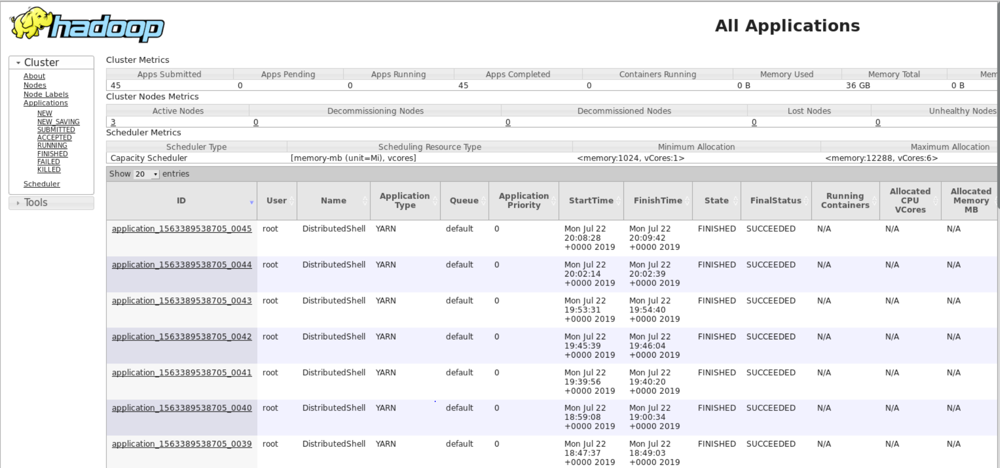 hadoop
All Applications
Cluster
About
Nodes
Node Labels
Applications
NEW
NEW_SAVING
SUBMITTED
ACCEPTED
RUNNING
FINISHED
FAILED
KILLED
Scheduler
Tools
Cluster Metrics
Apps Submitted Apps Pending Apps Running Apps Completed Containers Running Memory Used Memory Total Mem
45 0 0 45 0 0 B 36 GB 0 B
Cluster Nodes Metrics
Active Nodes Decommissioning Nodes Decommissioned Nodes Lost Nodes Unhealthy Nodes
3 0 0 0 0
Scheduler Metrics
Scheduler Type Scheduling Resource Type Minimum Allocation Maximum Allocation
Capacity Scheduler [memory-mb (unit=Mi), vcores] <memory:1024, vCores:1> <memory:12288, vCores:6>
Show 20 entries
ID User Name Application Type Queue Application Priority StartTime FinishTime State FinalStatus Running Containers Allocated CPU VCores Allocated Memory MB
application_1563389538705_0045 root DistributedShell YARN default 0 Mon Jul 22 20:08:28 +0000 2019 Mon Jul 22 20:09:42 +0000 2019 FINISHED SUCCEEDED N/A N/A N/A
application_1563389538705_0044 root DistributedShell YARN default 0 Mon Jul 22 20:02:14 +0000 2019 Mon Jul 22 20:02:39 +0000 2019 FINISHED SUCCEEDED N/A N/A N/A
application_1563389538705_0043 root DistributedShell YARN default 0 Mon Jul 22 19:53:31 +0000 2019 Mon Jul 22 19:54:40 +0000 2019 FINISHED SUCCEEDED N/A N/A N/A
application_1563389538705_0042 root DistributedShell YARN default 0 Mon Jul 22 19:45:39 +0000 2019 Mon Jul 22 19:46:04 +0000 2019 FINISHED SUCCEEDED N/A N/A N/A
application_1563389538705_0041 root DistributedShell YARN default 0 Mon Jul 22 19:39:56 +0000 2019 Mon Jul 22 19:40:20 +0000 2019 FINISHED SUCCEEDED N/A N/A N/A
application_1563389538705_0040 root DistributedShell YARN default 0 Mon Jul 22 18:59:08 +0000 2019 Mon Jul 22 19:00:34 +0000 2019 FINISHED SUCCEEDED N/A N/A N/A
application_1563389538705_0039 root DistributedShell YARN default 0 Mon Jul 22 18:47:37 +0000 2019 Mon Jul 22 18:49:03 +0000 2019 FINISHED SUCCEEDED N/A N/A N/A